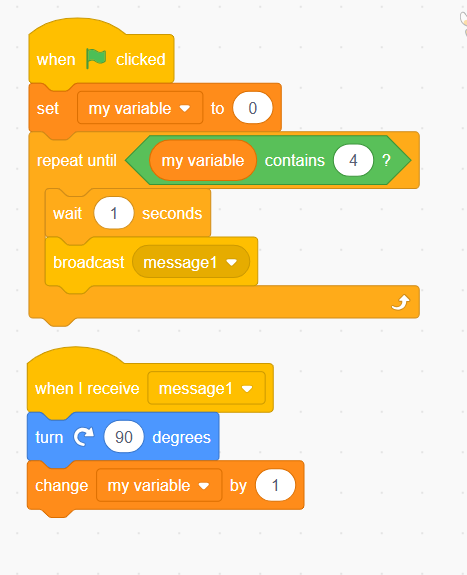 when clicked
set my variable to 0
repeat until my variable contains 4 ?
wait 1 seconds
broadcast message1
when I receive message1
turn 90 degrees
change my variable by 1